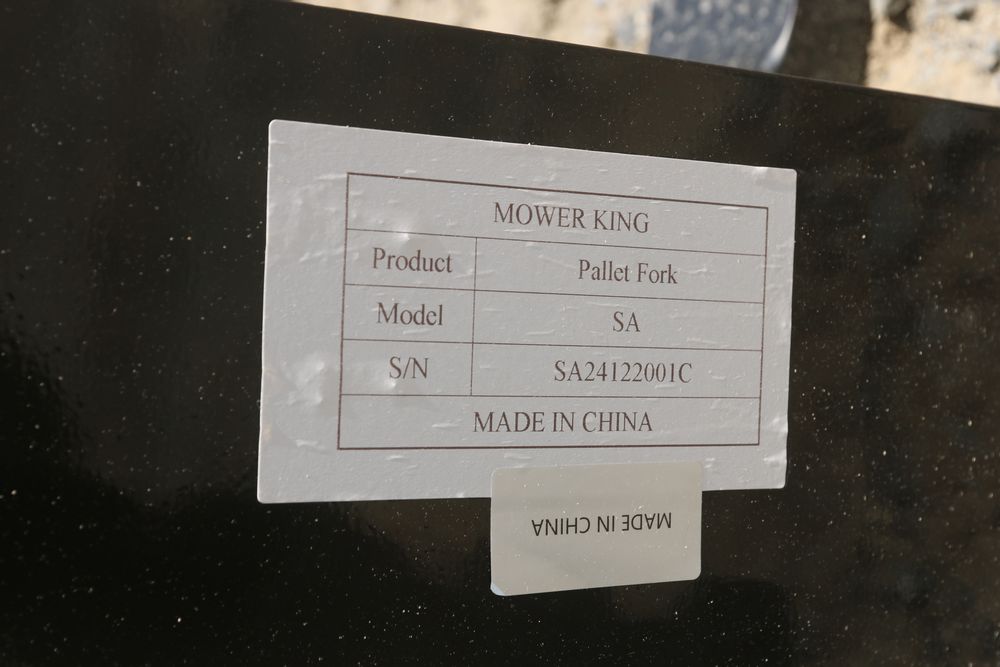 MOWER KING
Product Pallet Fork
Model SA
S/N SA24122001C
MADE IN CHINA
MADE IN CHINA